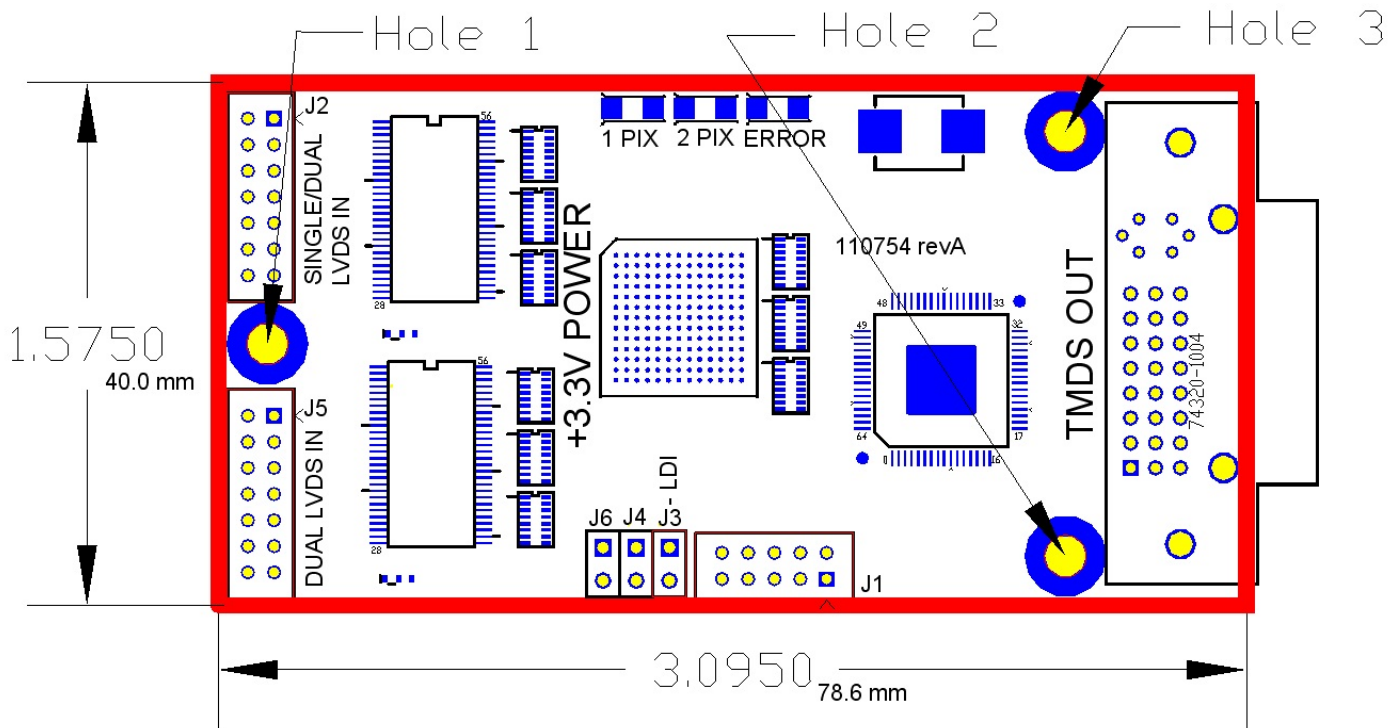 Hole 1
Hole 2
Hole 3
J2
SINGLE/DUAL
LVDS IN
56
28
1 PIX
2 PIX
ERROR
+3.3V POWER
110754 revA
48
33
49
32
64
17
16
TMDS OUT
74320-1004
1.5750
40.0 mm
J5
DUAL LVDS IN
56
28
J6
J4
J3
- LDI
J1
3.0950
78.6 mm